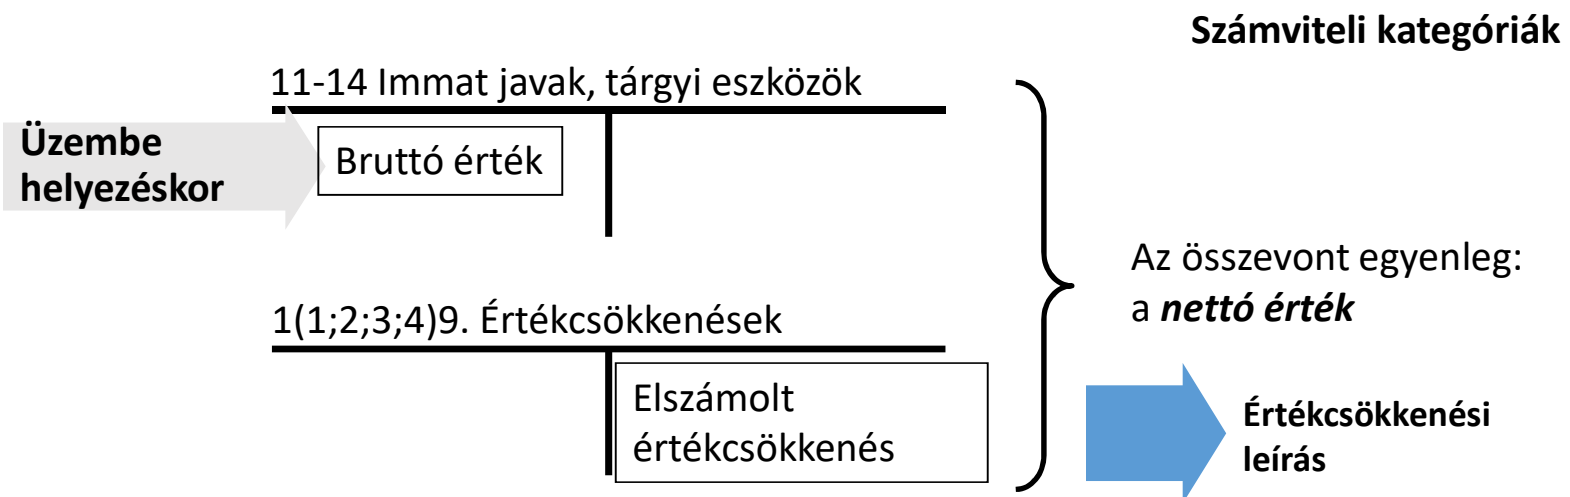 Számviteli kategóriák
11-14 Immat javak, tárgyi eszközök
Üzembe
helyezéskor
Bruttó érték
Az összevont egyenleg:
a nettó érték
1(1;2;3;4)9. Értékcsökkenések
Elszámolt
értékcsökkenés
Értékcsökkenési
leírás